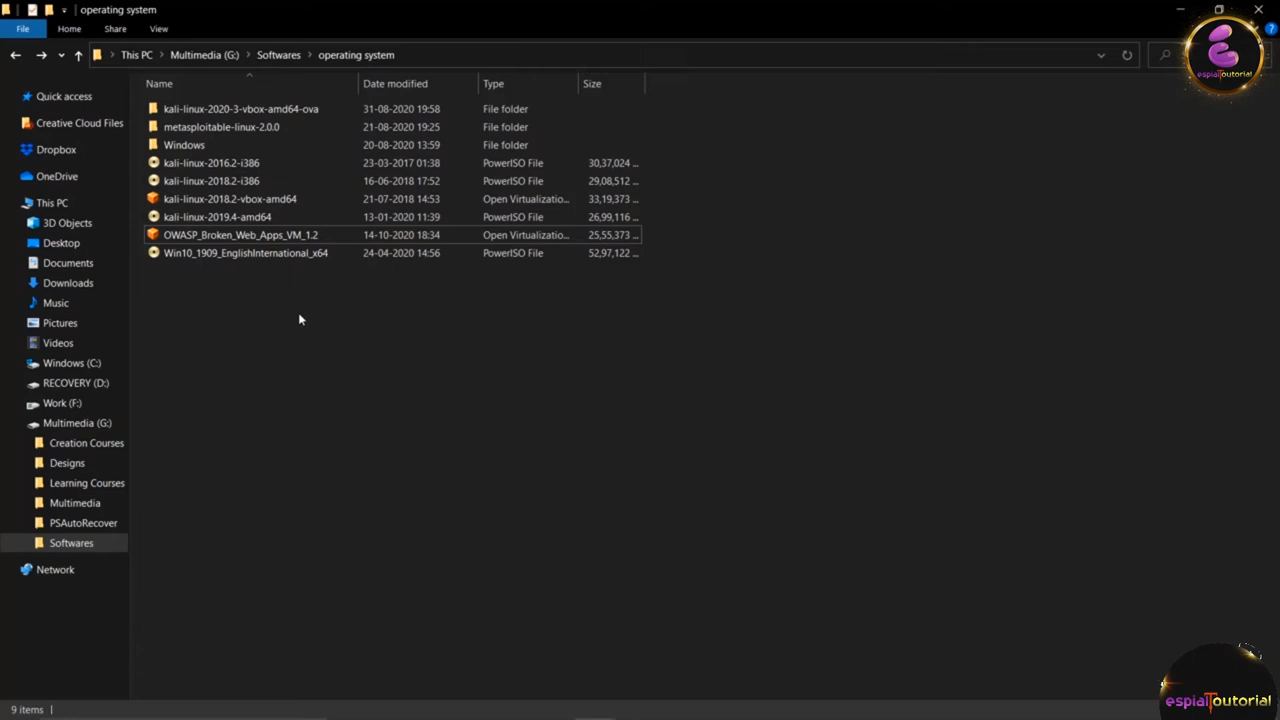 operating system
File Home Share View
This PC Multimedia (G:) Softwares operating system
Name Date modified Type Size
Quick access
Creative Cloud Files
Dropbox
OneDrive
This PC
3D Objects
Desktop
Documents
Downloads
Music
Pictures
Videos
Windows (C:)
RECOVERY (D:)
Work (F:)
Multimedia (G:)
Creation Courses
Designs
Learning Courses
Multimedia
PSAutoRecover
Softwares
Network
kali-linux-2020-3-vbox-amd64-ova 31-08-2020 19:58 File folder
metasploitable-linux-2.0.0 21-08-2020 19:25 File folder
Windows 20-08-2020 13:59 File folder
kali-linux-2016.2-i386 23-03-2017 01:38 PowerISO File 30,37,024 ...
kali-linux-2018.2-i386 16-06-2018 17:52 PowerISO File 29,08,512 ...
kali-linux-2018.2-vbox-amd64 21-07-2018 14:53 Open Virtualizatio... 33,19,373 ...
kali-linux-2019.4-amd64 13-01-2020 11:39 PowerISO File 26,99,116 ...
OWASP_Broken_Web_Apps_VM_1.2 14-10-2020 18:34 Open Virtualizatio... 25,55,373 ...
Win10_1909_EnglishInternational_x64 24-04-2020 14:56 PowerISO File 52,97,122 ...
9 items
espialToutorial
espialToutorial